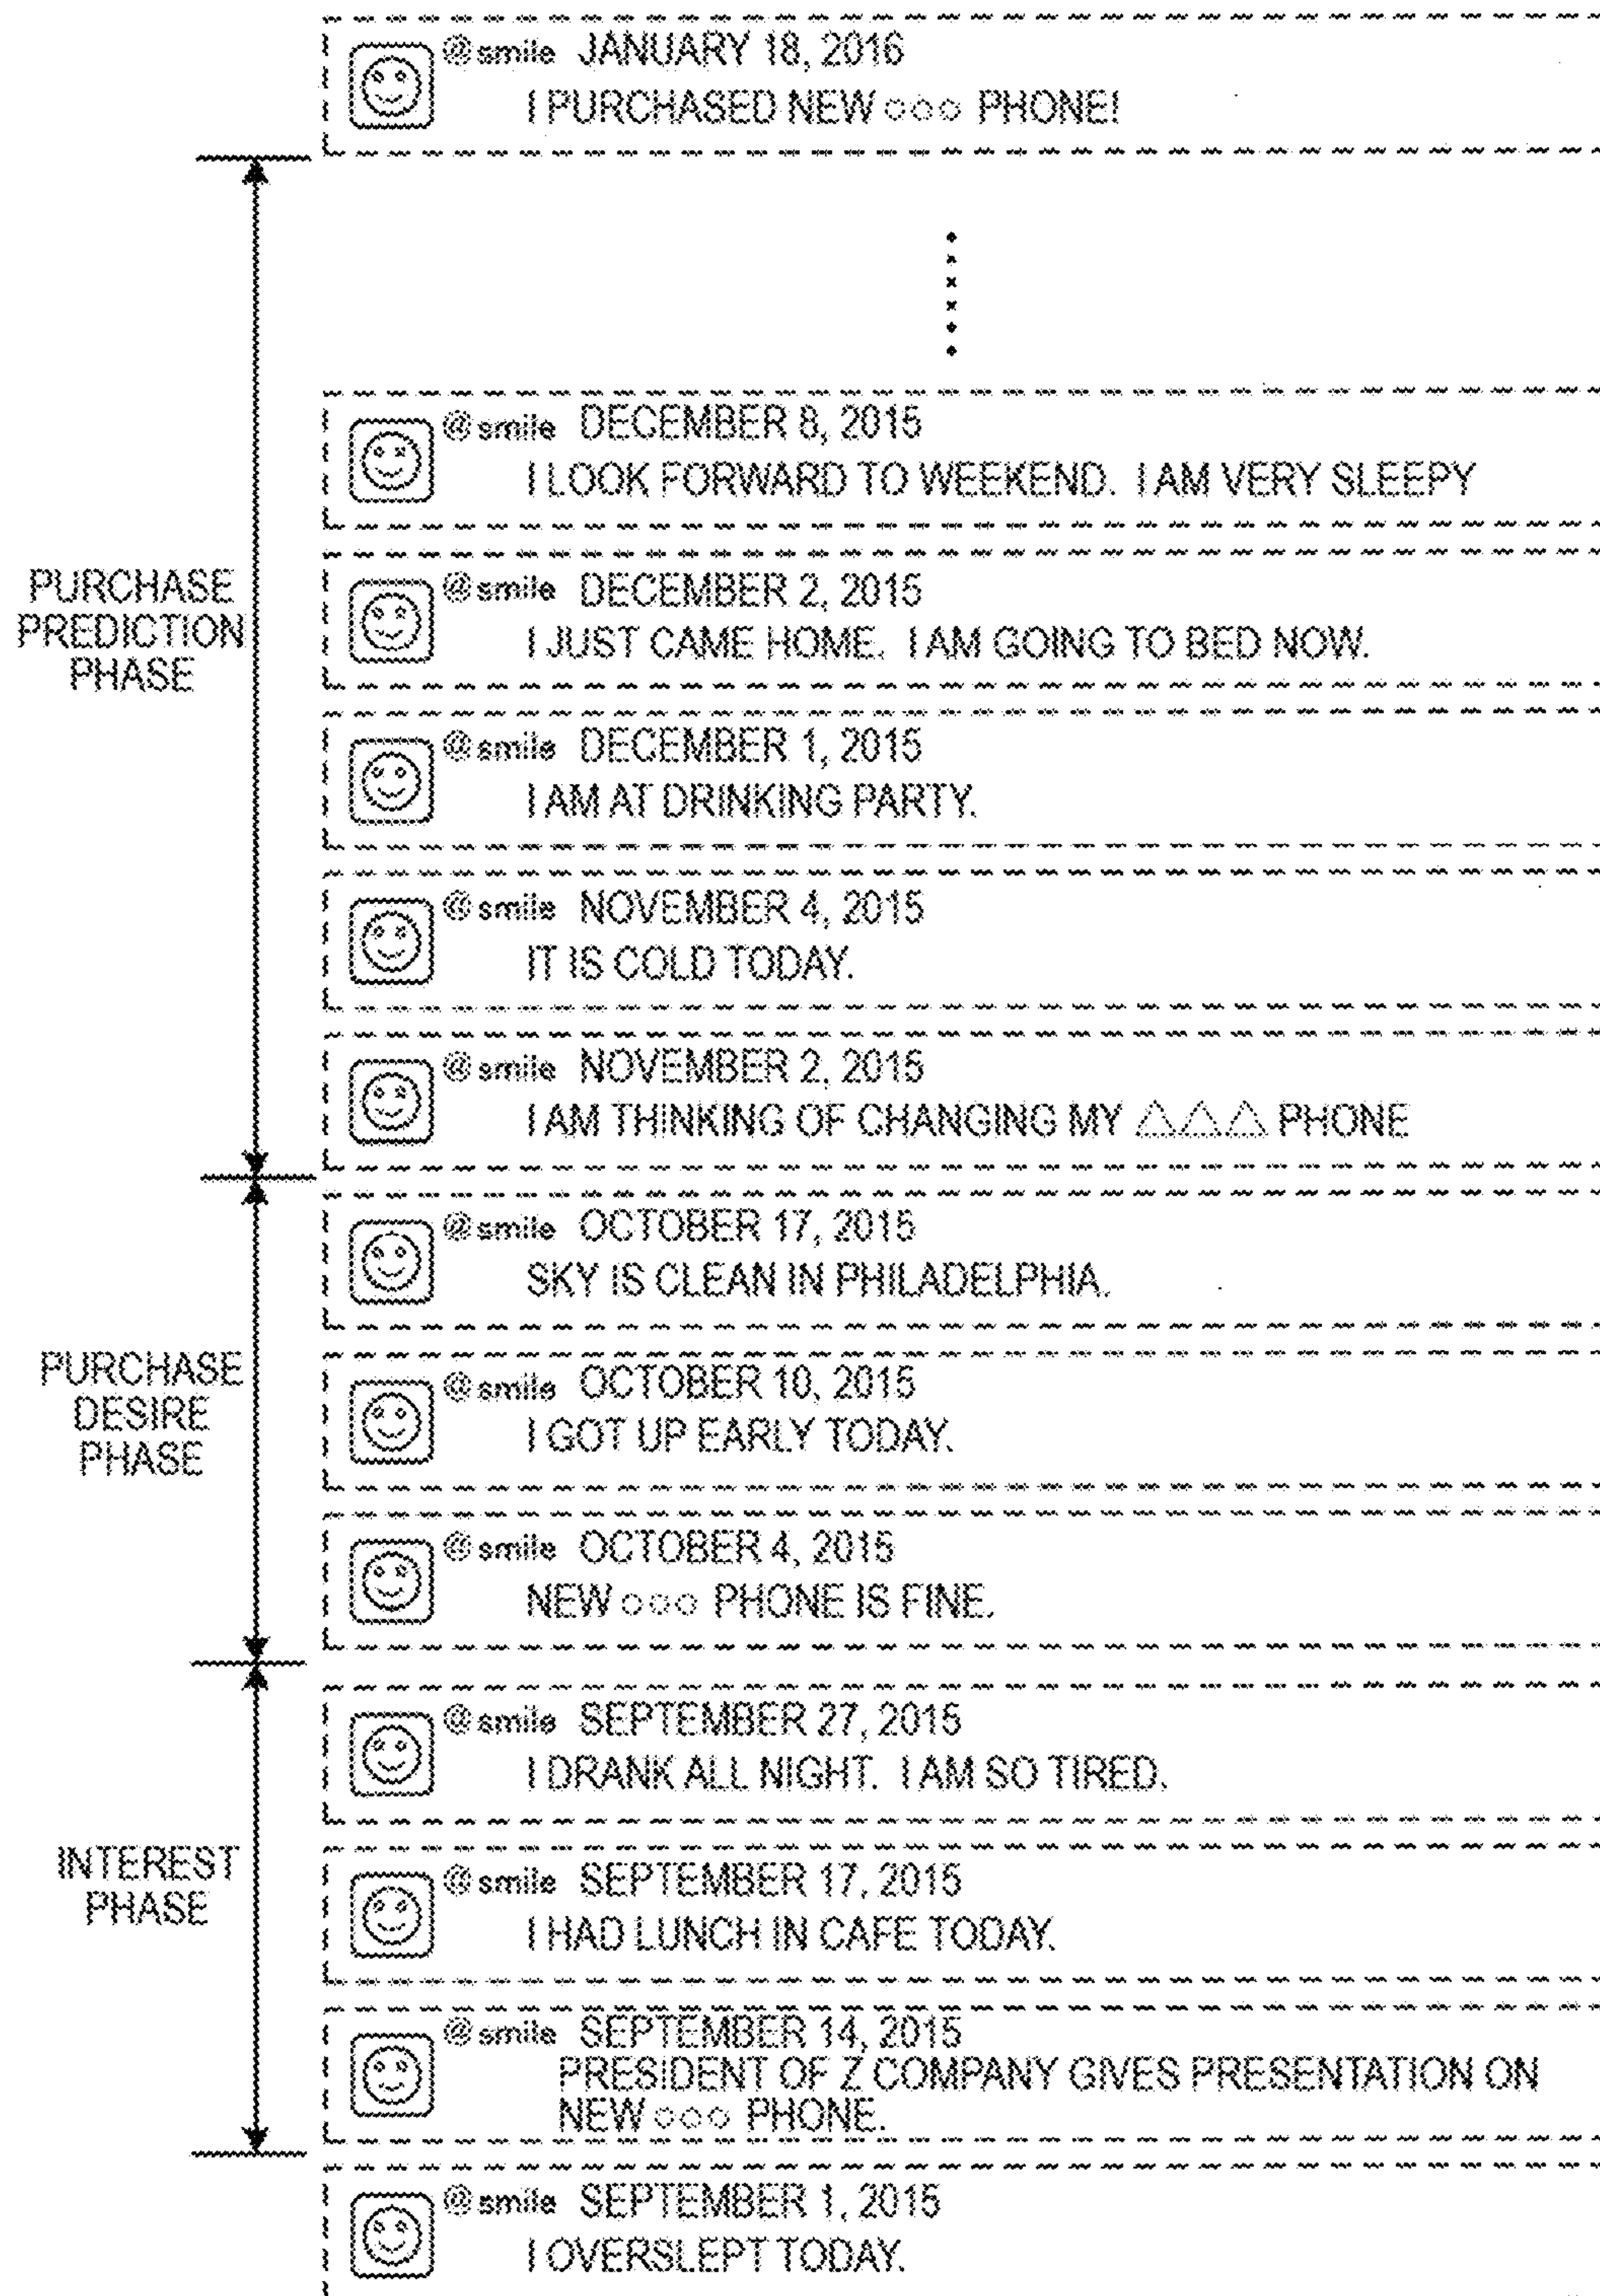 @smile JANUARY 18, 2016
I PURCHASED NEW ○○○ PHONE!
@smile DECEMBER 8, 2015
I LOOK FORWARD TO WEEKEND. I AM VERY SLEEPY
PURCHASE
PREDICTION
PHASE
@smile DECEMBER 2, 2015
I JUST CAME HOME. I AM GOING TO BED NOW.
@smile DECEMBER 1, 2015
I AM AT DRINKING PARTY.
@smile NOVEMBER 4, 2015
IT IS COLD TODAY.
@smile NOVEMBER 2, 2015
I AM THINKING OF CHANGING MY △△△ PHONE
PURCHASE
DESIRE
PHASE
@smile OCTOBER 17, 2015
SKY IS CLEAN IN PHILADELPHIA.
@smile OCTOBER 10, 2015
I GOT UP EARLY TODAY.
@smile OCTOBER 4, 2015
NEW ○○○ PHONE IS FINE.
INTEREST
PHASE
@smile SEPTEMBER 27, 2015
I DRANK ALL NIGHT. I AM SO TIRED.
@smile SEPTEMBER 17, 2015
I HAD LUNCH IN CAFE TODAY.
@smile SEPTEMBER 14, 2015
PRESIDENT OF Z COMPANY GIVES PRESENTATION ON
NEW ○○○ PHONE.
@smile SEPTEMBER 1, 2015
I OVERSLEPT TODAY.